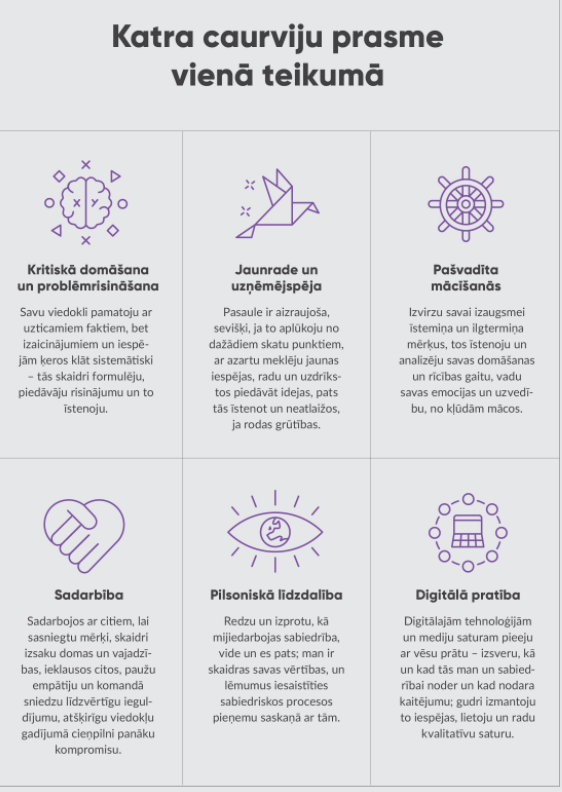 Katra caurviju prasme
vienā teikumā
Kritiskā domāšana
un problēmrisināšana
Savu viedokli pamatoju ar
uzticamiem faktiem, bet
izaicinājumiem un iespē-
jām ķeros klāt sistemātiski
– tās skaidri formulēju,
piedāvāju risinājumu un to
īstenoju.
Jaunrade un
uzņēmējspēja
Pasaule ir aizraujoša,
sevišķi, ja to aplūkoju no
dažādiem skatu punktiem,
ar azartu meklēju jaunas
iespējas, radu un uzdrīks-
tos piedāvāt idejas, pats
tās īstenot un neatlaižos,
ja rodas grūtības.
Pašvadīta
mācīšanās
Izvirzu savai izaugsmei
īstemiņa un ilgtermiņa
mērķus, tos īstenoju un
analizēju savas domāšanas
un rīcības gaitu, vadu
savas emocijas un uzvedī-
bu, no kļūdām mācos.
Sadarbība
Sadarbojos ar citiem, lai
sasniegtu mērķi, skaidri
izsaku domas un vajadzī-
bas, ieklausos citos, paužu
empātiju un komandā
sniedzu līdzvērtīgu iegul-
dījumu, atšķirīgu viedokļu
gadījumā cieņpilni panāku
kompromisu.
Pilsoniskā līdzdalība
Redzu un izprotu, kā
mijiedarbojas sabiedrība,
vide un es pats; man ir
skaidras savas vērtības, un
lēmumus iesaistīties
sabiedriskos procesos
pieņemu saskaņā ar tām.
Digitālā pratība
Digitālajām tehnoloģijām
un mediju saturam pieeju
ar vēsu prātu – izsveru, kā
un kad tās man un sabied-
rībai noder un kad nodara
kaitējumu; gudri izmantoju
to iespējas, lietoju un radu
kvalitatīvu saturu.